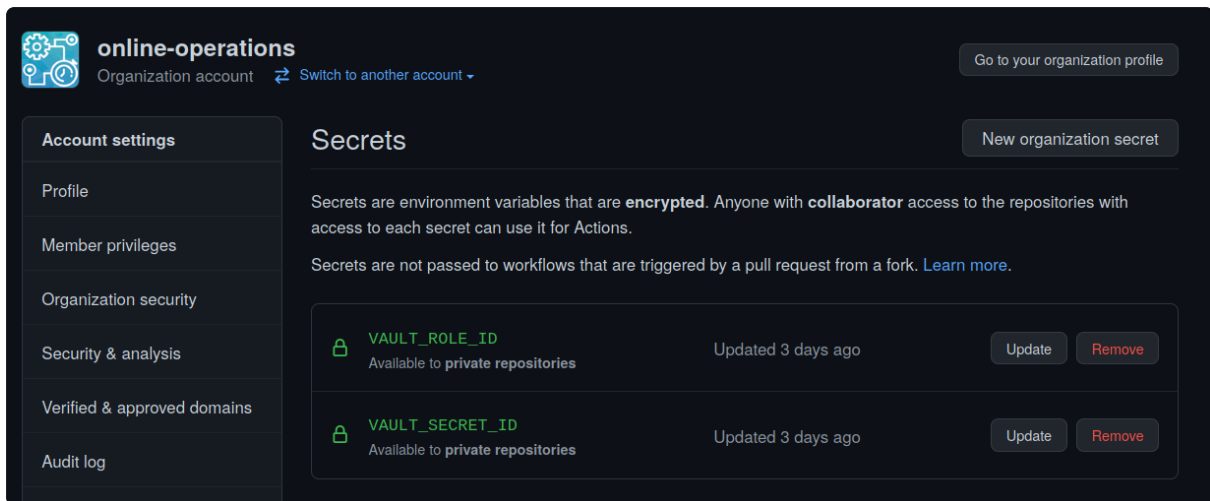 online-operations
Organization account Switch to another account
Go to your organization profile
Account settings
Profile
Member privileges
Organization security
Security & analysis
Verified & approved domains
Audit log
Secrets
New organization secret
Secrets are environment variables that are encrypted. Anyone with collaborator access to the repositories with
access to each secret can use it for Actions.
Secrets are not passed to workflows that are triggered by a pull request from a fork. Learn more.
VAULT_ROLE_ID
Available to private repositories
Updated 3 days ago
Update Remove
VAULT_SECRET_ID
Available to private repositories
Updated 3 days ago
Update Remove